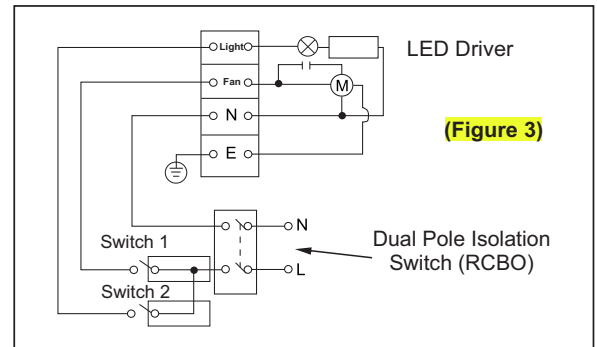 Light
LED Driver
Fan
M
N
(Figure 3)
E
N
Switch 1
Dual Pole Isolation
Switch (RCBO)
L
Switch 2